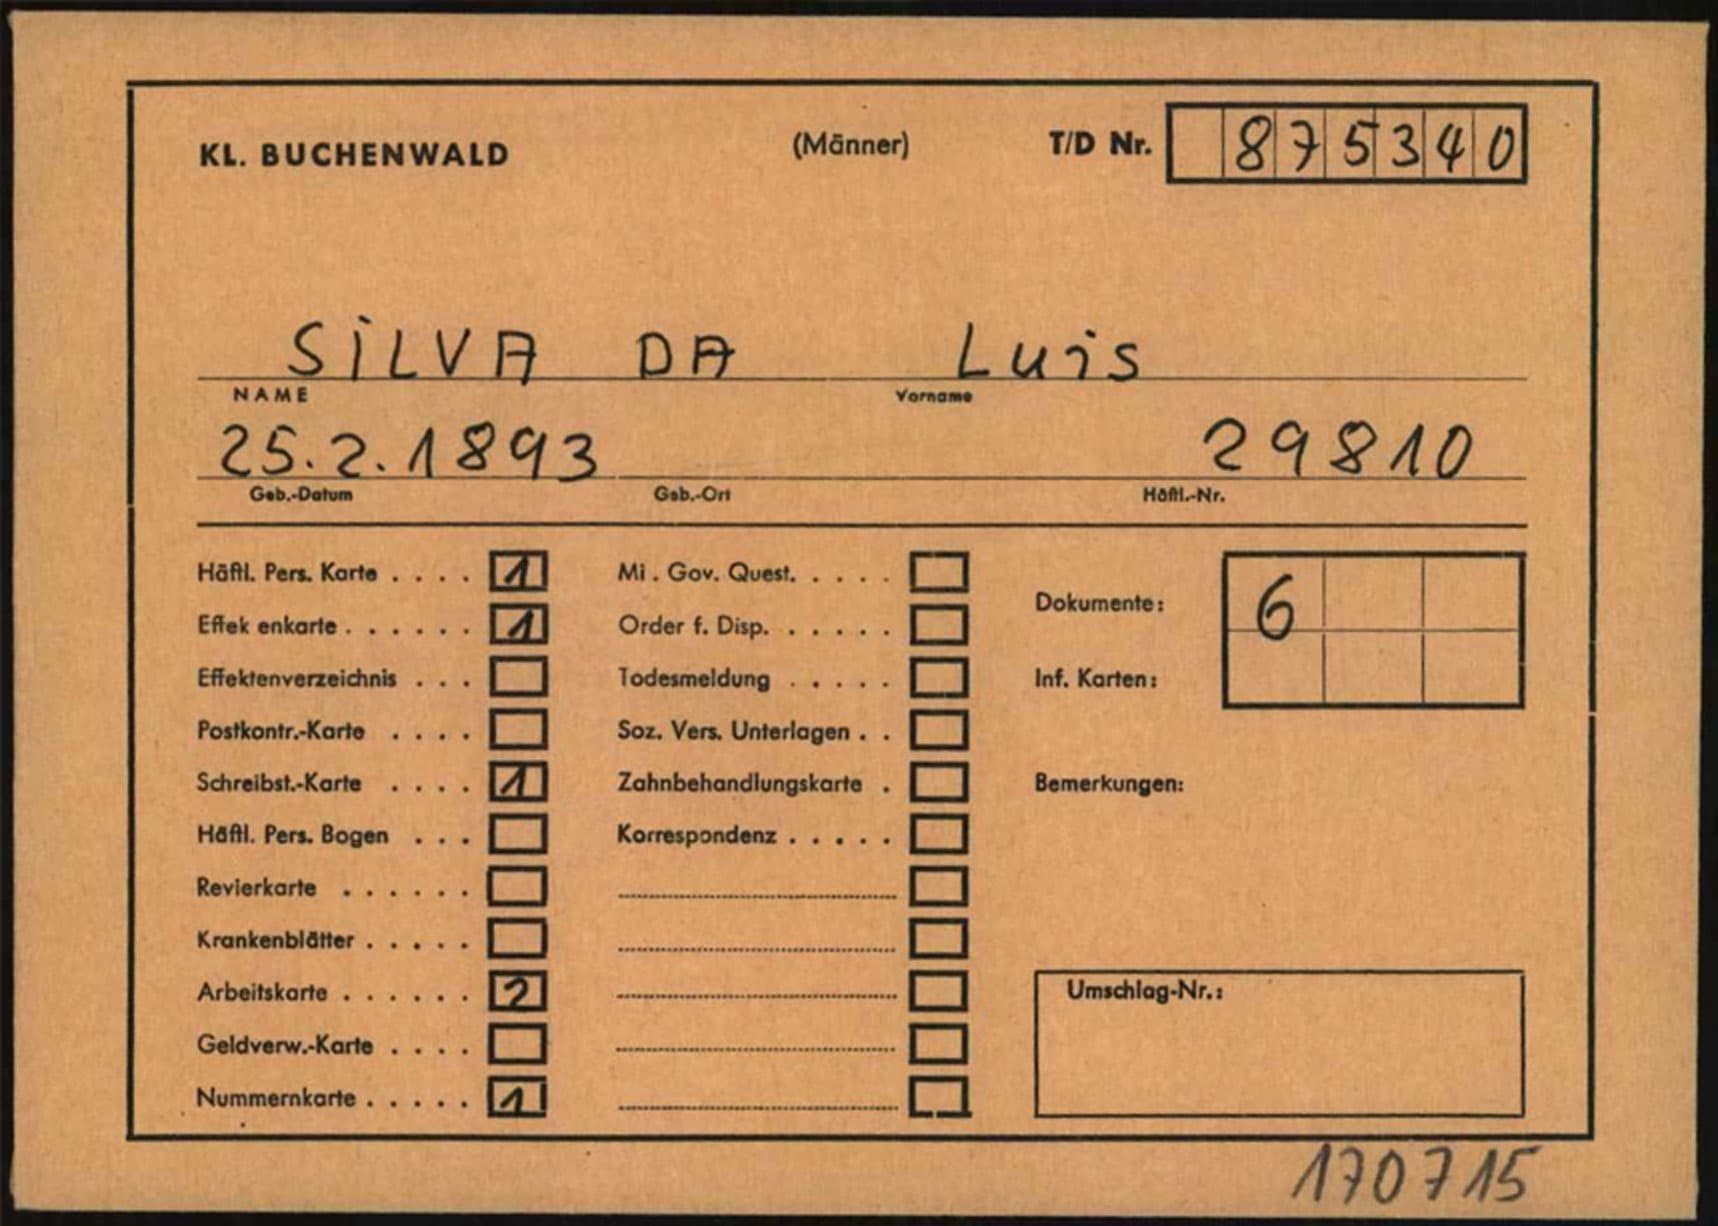 KL. BUCHENWALD (Männer) T/D Nr. 875340
SILVA DA Luis
NAME Vorname
25.2.1893 29810
Geb.-Datum Geb.-Ort Häftl.-Nr.
Häftl. Pers. Karte . . . . 1 Mi . Gov. Quest. . . . . Dokumente: 6
Effek enkarte . . . . . . 1 Order f. Disp. . . . . .
Effektenverzeichnis . . . Todesmeldung . . . . . Inf. Karten:
Postkontr.-Karte . . . . Soz. Vers. Unterlagen . .
Schreibst.-Karte . . . . 1 Zahnbehandlungskarte . Bemerkungen:
Häftl. Pers. Bogen . . . Korrespondenz . . . . .
Revierkarte . . . . . .
Krankenblätter . . . . .
Arbeitskarte . . . . . . 2 Umschlag-Nr.:
Geldverw.-Karte . . . .
Nummernkarte . . . . . 1
170715